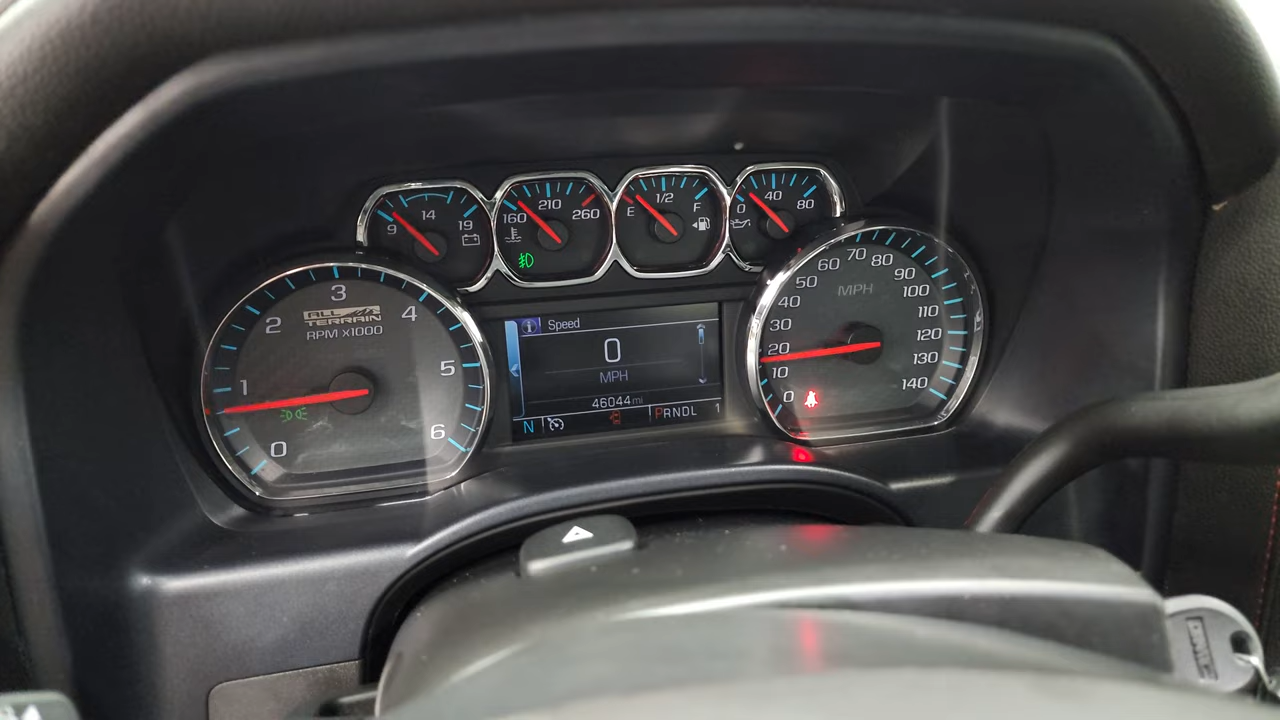 9 14 19
160 210 260
E 1/2 F
0 40 80
0 1 2 3 4 5 6
ALL
TERRAIN
RPM X1000
Speed
0
MPH
46044 mi
N PRNDL 1
MPH
0 10 20 30 40 50 60 70 80 90 100 110 120 130 140